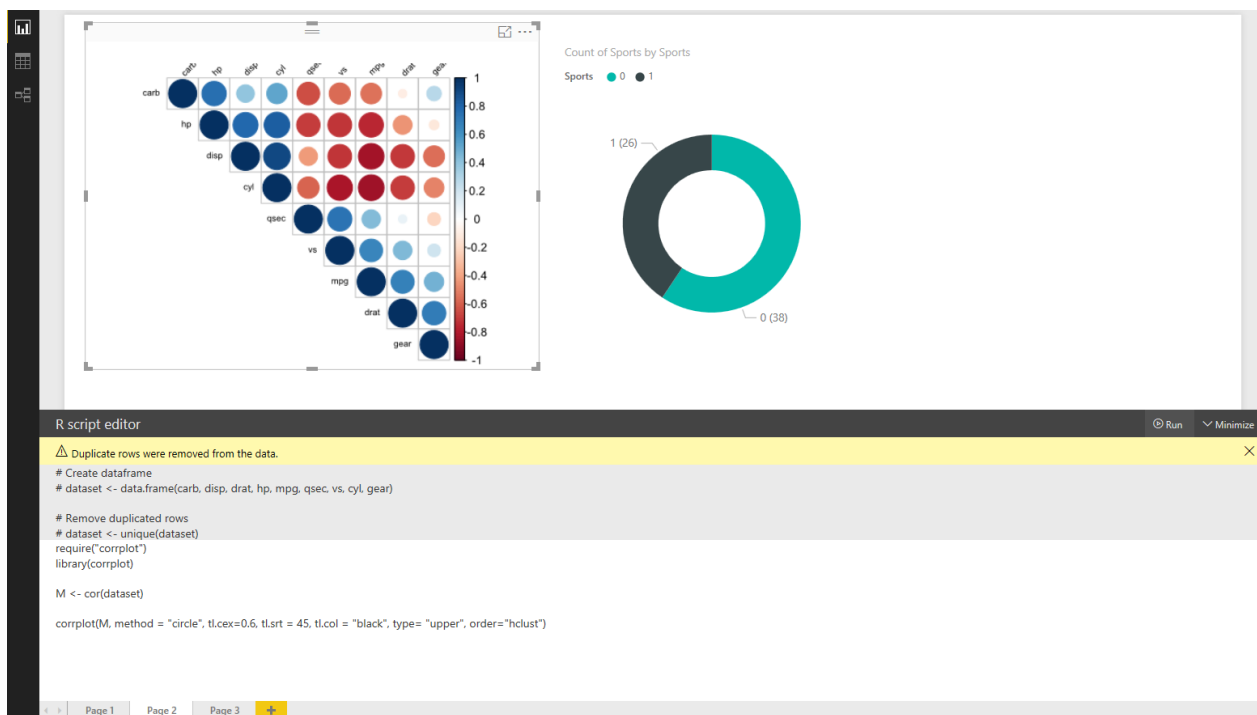 carb hp disp cyl qsec vs mpg drat gear
carb
hp
disp
cyl
qsec
vs
mpg
drat
gear
1
0.8
0.6
0.4
0.2
0
-0.2
-0.4
-0.6
-0.8
-1
Count of Sports by Sports
Sports 0 1
1 (26)
0 (38)
R script editor
Run
Minimize
Duplicate rows were removed from the data.
# Create dataframe
# dataset <- data.frame(carb, disp, drat, hp, mpg, qsec, vs, cyl, gear)
# Remove duplicated rows
# dataset <- unique(dataset)
require("corrplot")
library(corrplot)
M <- cor(dataset)
corrplot(M, method = "circle", tl.cex=0.6, tl.srt = 45, tl.col = "black", type= "upper", order="hclust")
Page 1 Page 2 Page 3 +